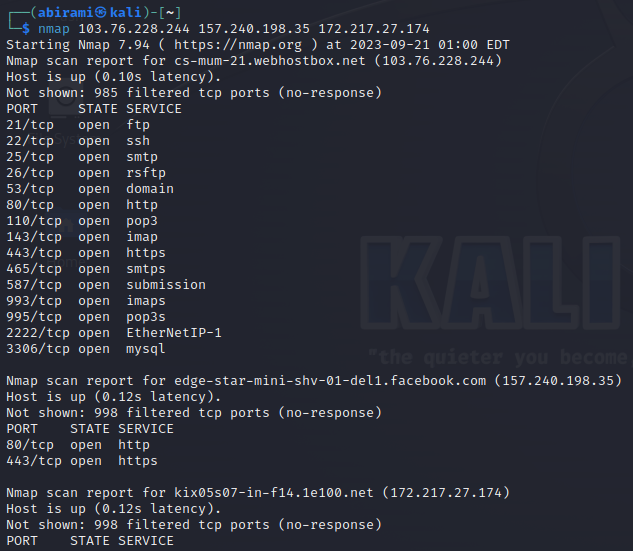 ┌──(abirami㉿kali)-[~]
└─$ nmap 103.76.228.244 157.240.198.35 172.217.27.174
Starting Nmap 7.94 ( https://nmap.org ) at 2023-09-21 01:00 EDT
Nmap scan report for cs-mum-21.webhostbox.net (103.76.228.244)
Host is up (0.10s latency).
Not shown: 985 filtered tcp ports (no-response)
PORT     STATE SERVICE
21/tcp   open  ftp
22/tcp   open  ssh
25/tcp   open  smtp
26/tcp   open  rsftp
53/tcp   open  domain
80/tcp   open  http
110/tcp  open  pop3
143/tcp  open  imap
443/tcp  open  https
465/tcp  open  smtps
587/tcp  open  submission
993/tcp  open  imaps
995/tcp  open  pop3s
2222/tcp open  EtherNetIP-1
3306/tcp open  mysql
KALI
"the quieter you become
Nmap scan report for edge-star-mini-shv-01-del1.facebook.com (157.240.198.35)
Host is up (0.12s latency).
Not shown: 998 filtered tcp ports (no-response)
PORT    STATE SERVICE
80/tcp  open  http
443/tcp open  https
Nmap scan report for kix05s07-in-f14.1e100.net (172.217.27.174)
Host is up (0.12s latency).
Not shown: 998 filtered tcp ports (no-response)
PORT    STATE SERVICE